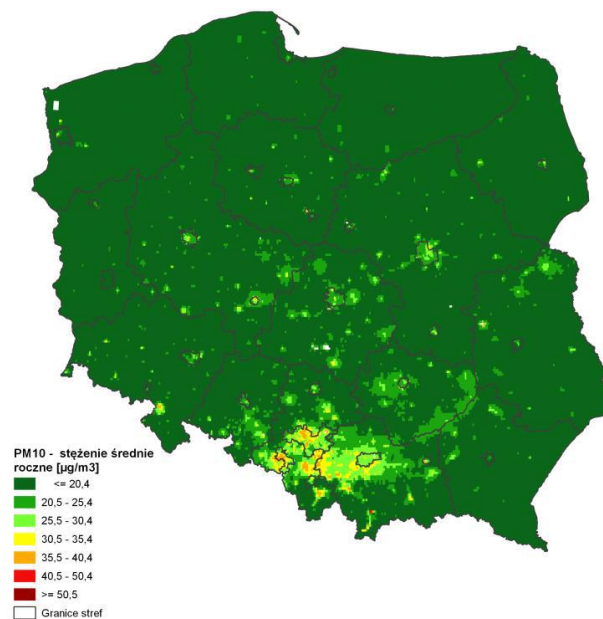 PM10 - stężenie średnie
roczne [µg/m3]
<= 20,4
20,5 - 25,4
25,5 - 30,4
30,5 - 35,4
35,5 - 40,4
40,5 - 50,4
>= 50,5
Granice stref